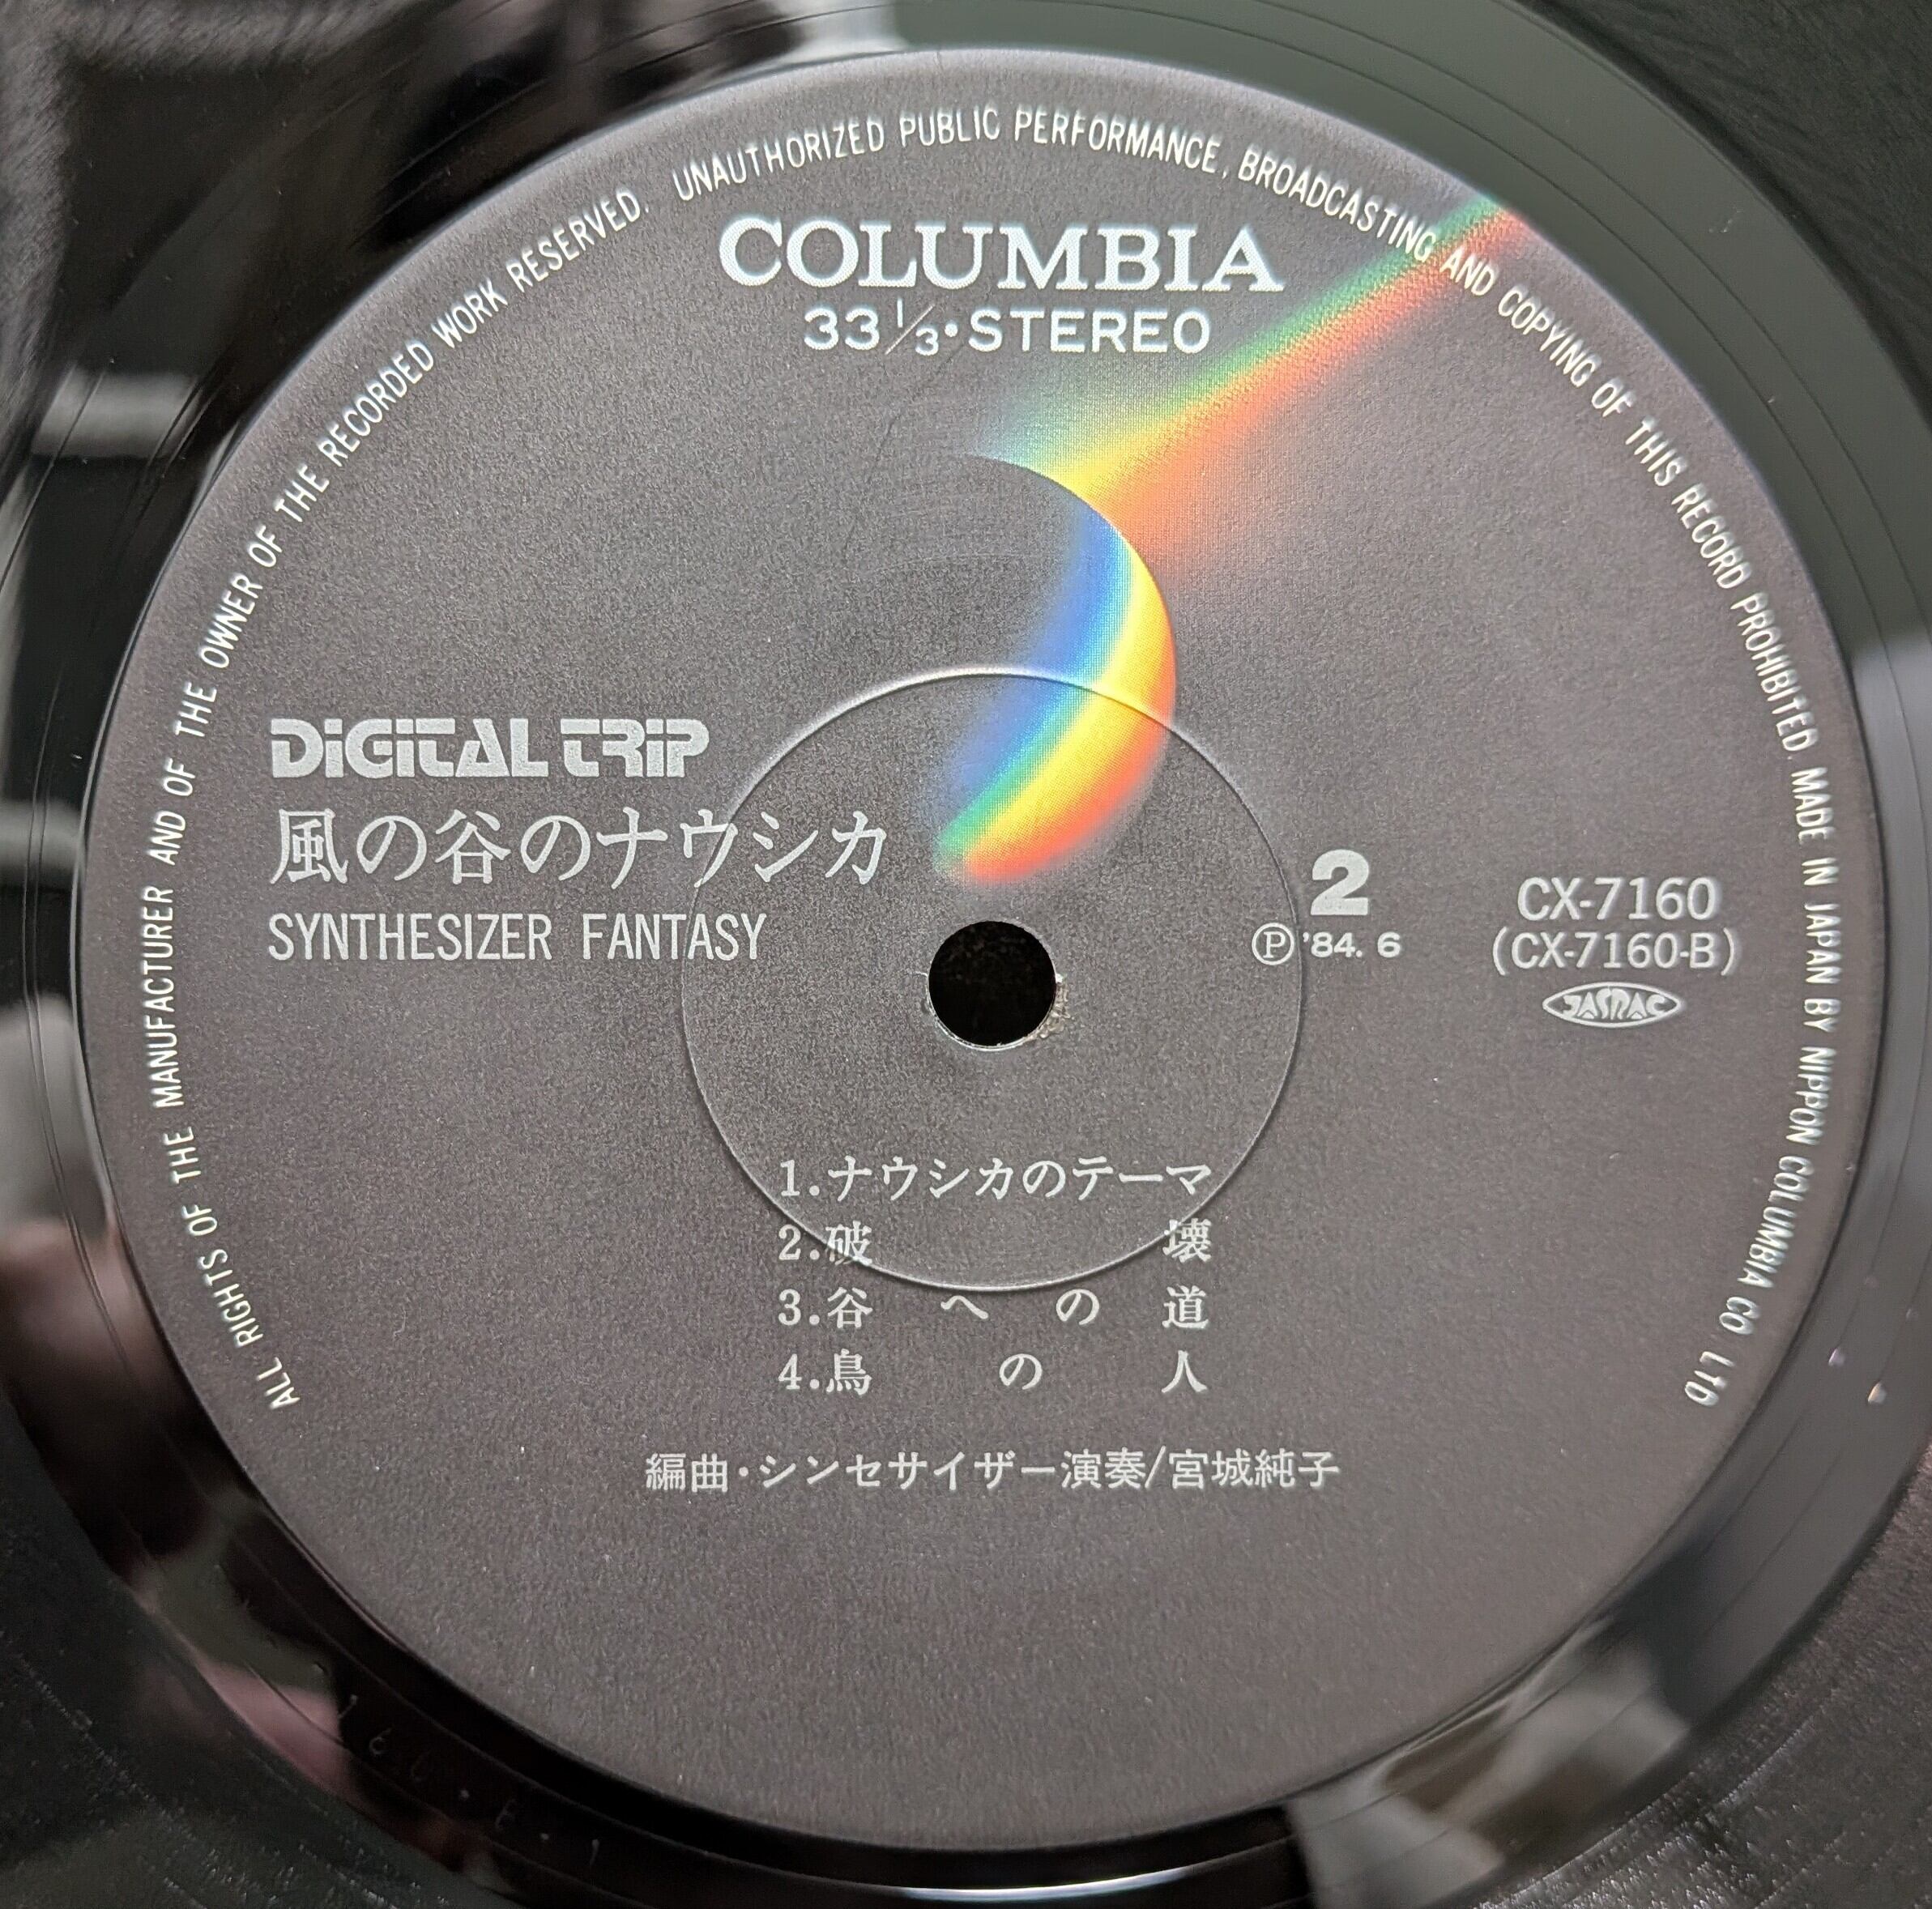 ALL RIGHTS OF THE MANUFACTURER AND OF THE OWNER OF THE RECORDED WORK RESERVED. UNAUTHORIZED PUBLIC PERFORMANCE, BROADCASTING AND COPYING OF THIS RECORD PROHIBITED. MADE IN JAPAN BY NIPPON COLUMBIA CO. LTD
COLUMBIA
33 1/3•STEREO
DIGITAL TRIP
風の谷のナウシカ
SYNTHESIZER FANTASY
2
Ⓟ'84. 6
CX-7160
(CX-7160-B)
JASRAC
1.ナウシカのテーマ
2.破 壊
3.谷 へ の 道
4.鳥 の 人
編曲・シンセサイザー演奏/宮城純子